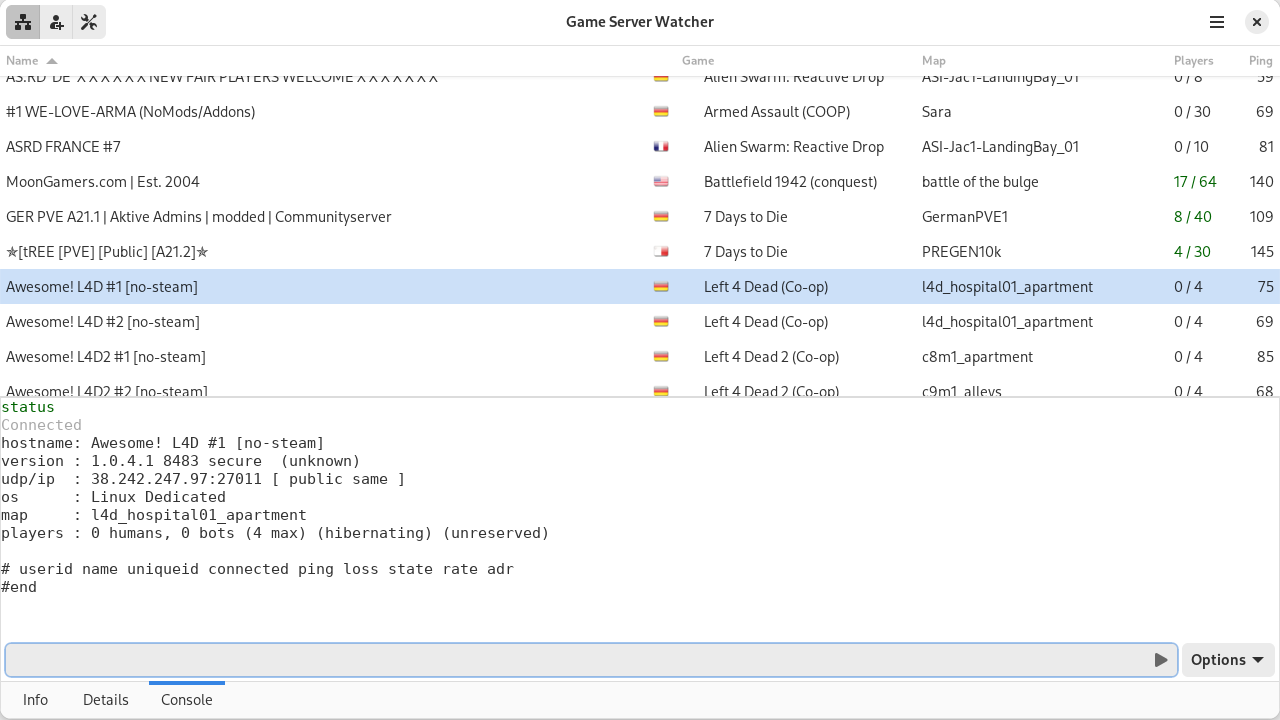 Game Server Watcher
Name Game Map Players Ping
AS:RD DE X X X X X X NEW FAIR PLAYERS WELCOME X X X X X X X Alien Swarm: Reactive Drop ASI-Jac1-LandingBay_01 0 / 8 59
#1 WE-LOVE-ARMA (NoMods/Addons) Armed Assault (COOP) Sara 0 / 30 69
ASRD FRANCE #7 Alien Swarm: Reactive Drop ASI-Jac1-LandingBay_01 0 / 10 81
MoonGamers.com | Est. 2004 Battlefield 1942 (conquest) battle of the bulge 17 / 64 140
GER PVE A21.1 | Aktive Admins | modded | Communityserver 7 Days to Die GermanPVE1 8 / 40 109
✯[tREE [PVE] [Public] [A21.2]✯ 7 Days to Die PREGEN10k 4 / 30 145
Awesome! L4D #1 [no-steam] Left 4 Dead (Co-op) l4d_hospital01_apartment 0 / 4 75
Awesome! L4D #2 [no-steam] Left 4 Dead (Co-op) l4d_hospital01_apartment 0 / 4 69
Awesome! L4D2 #1 [no-steam] Left 4 Dead 2 (Co-op) c8m1_apartment 0 / 4 85
Awesome! L4D2 #2 [no-steam] Left 4 Dead 2 (Co-op) c9m1_alleys 0 / 4 68
status
Connected
hostname: Awesome! L4D #1 [no-steam]
version : 1.0.4.1 8483 secure  (unknown)
udp/ip  : 38.242.247.97:27011 [ public same ]
os      : Linux Dedicated
map     : l4d_hospital01_apartment
players : 0 humans, 0 bots (4 max) (hibernating) (unreserved)
# userid name uniqueid connected ping loss state rate adr
#end
Options
Info Details Console